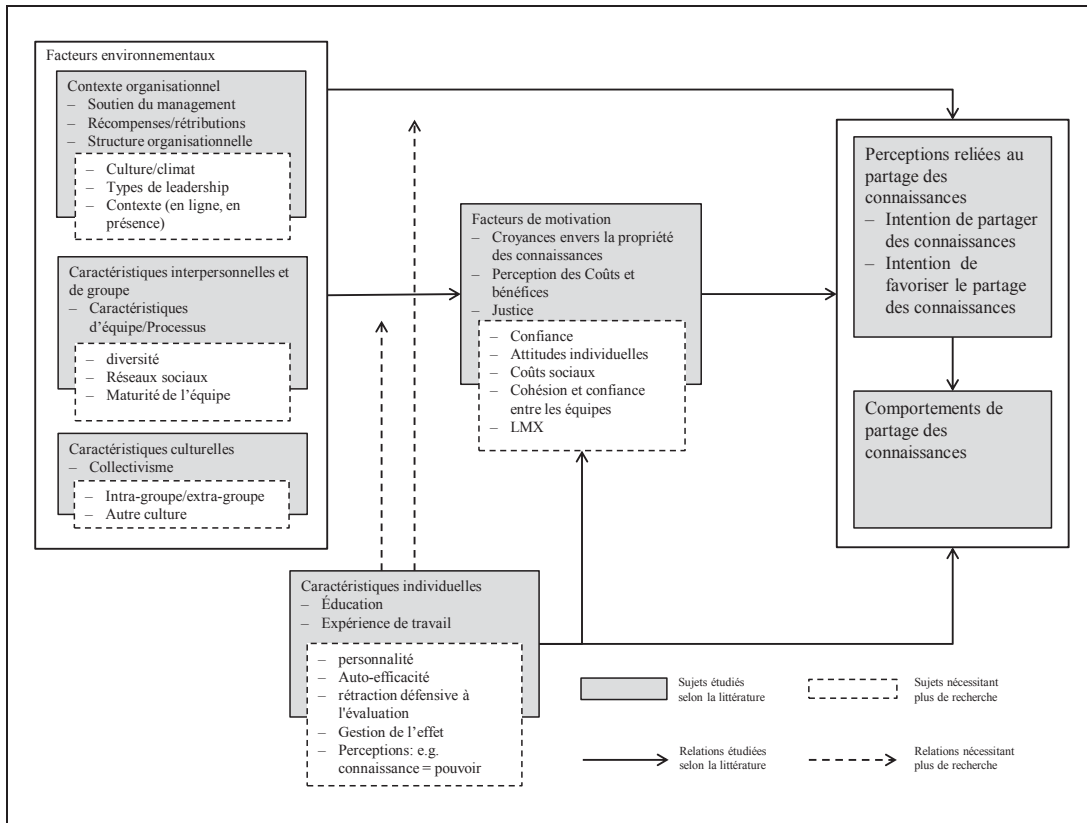 Facteurs environnementaux
Contexte organisationnel
– Soutien du management
– Récompenses/rétributions
– Structure organisationnelle
– Culture/climat
– Types de leadership
– Contexte (en ligne, en
présence)
Caractéristiques interpersonnelles et
de groupe
– Caractéristiques
d'équipe/Processus
– diversité
– Réseaux sociaux
– Maturité de l'équipe
Caractéristiques culturelles
– Collectivisme
– Intra-groupe/extra-groupe
– Autre culture
Facteurs de motivation
– Croyances envers la propriété
des connaissances
– Perception des Coûts et
bénéfices
– Justice
– Confiance
– Attitudes individuelles
– Coûts sociaux
– Cohésion et confiance
entre les équipes
– LMX
Perceptions reliées au
partage des
connaissances
– Intention de partager
des connaissances
– Intention de
favoriser le partage
des connaissances
Comportements de
partage des
connaissances
Caractéristiques individuelles
– Éducation
– Expérience de travail
– personnalité
– Auto-efficacité
– rétraction défensive à
l'évaluation
– Gestion de l'effet
– Perceptions: e.g.
connaissance = pouvoir
Sujets étudiés
selon la littérature
Sujets nécessitant
plus de recherche
Relations étudiées
selon la littérature
Relations nécessitant
plus de recherche